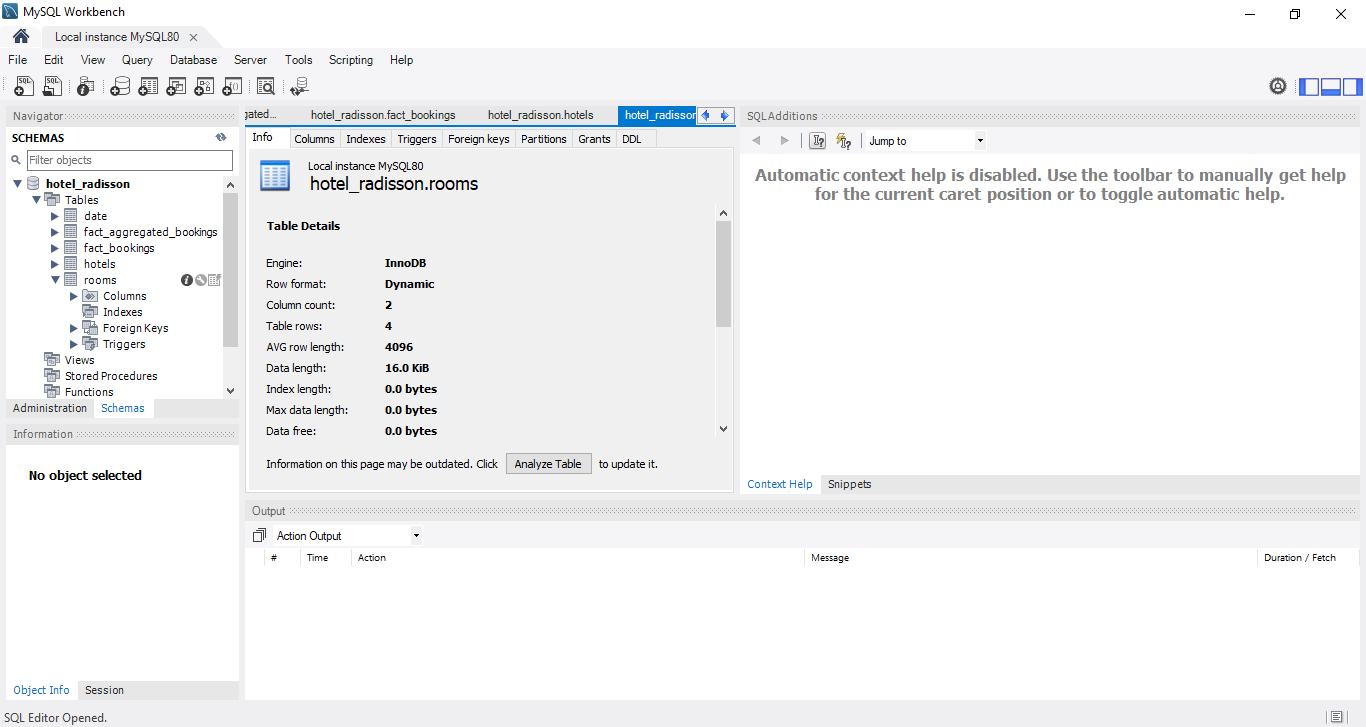 MySQL Workbench
Local instance MySQL80
File Edit View Query Database Server Tools Scripting Help
Navigator
SCHEMAS
Filter objects
hotel_radisson
Tables
date
fact_aggregated_bookings
fact_bookings
hotels
rooms
Columns
Indexes
Foreign Keys
Triggers
Views
Stored Procedures
Functions
Administration Schemas
Information
No object selected
Object Info Session
gated... hotel_radisson.fact_bookings hotel_radisson.hotels hotel_radisson
Info Columns Indexes Triggers Foreign keys Partitions Grants DDL
Local instance MySQL80
hotel_radisson.rooms
Table Details
Engine: InnoDB
Row format: Dynamic
Column count: 2
Table rows: 4
AVG row length: 4096
Data length: 16.0 KiB
Index length: 0.0 bytes
Max data length: 0.0 bytes
Data free: 0.0 bytes
Information on this page may be outdated. Click Analyze Table to update it.
SQLAdditions
Jump to
Automatic context help is disabled. Use the toolbar to manually get help
for the current caret position or to toggle automatic help.
Context Help Snippets
Output
Action Output
# Time Action Message Duration / Fetch
SQL Editor Opened.